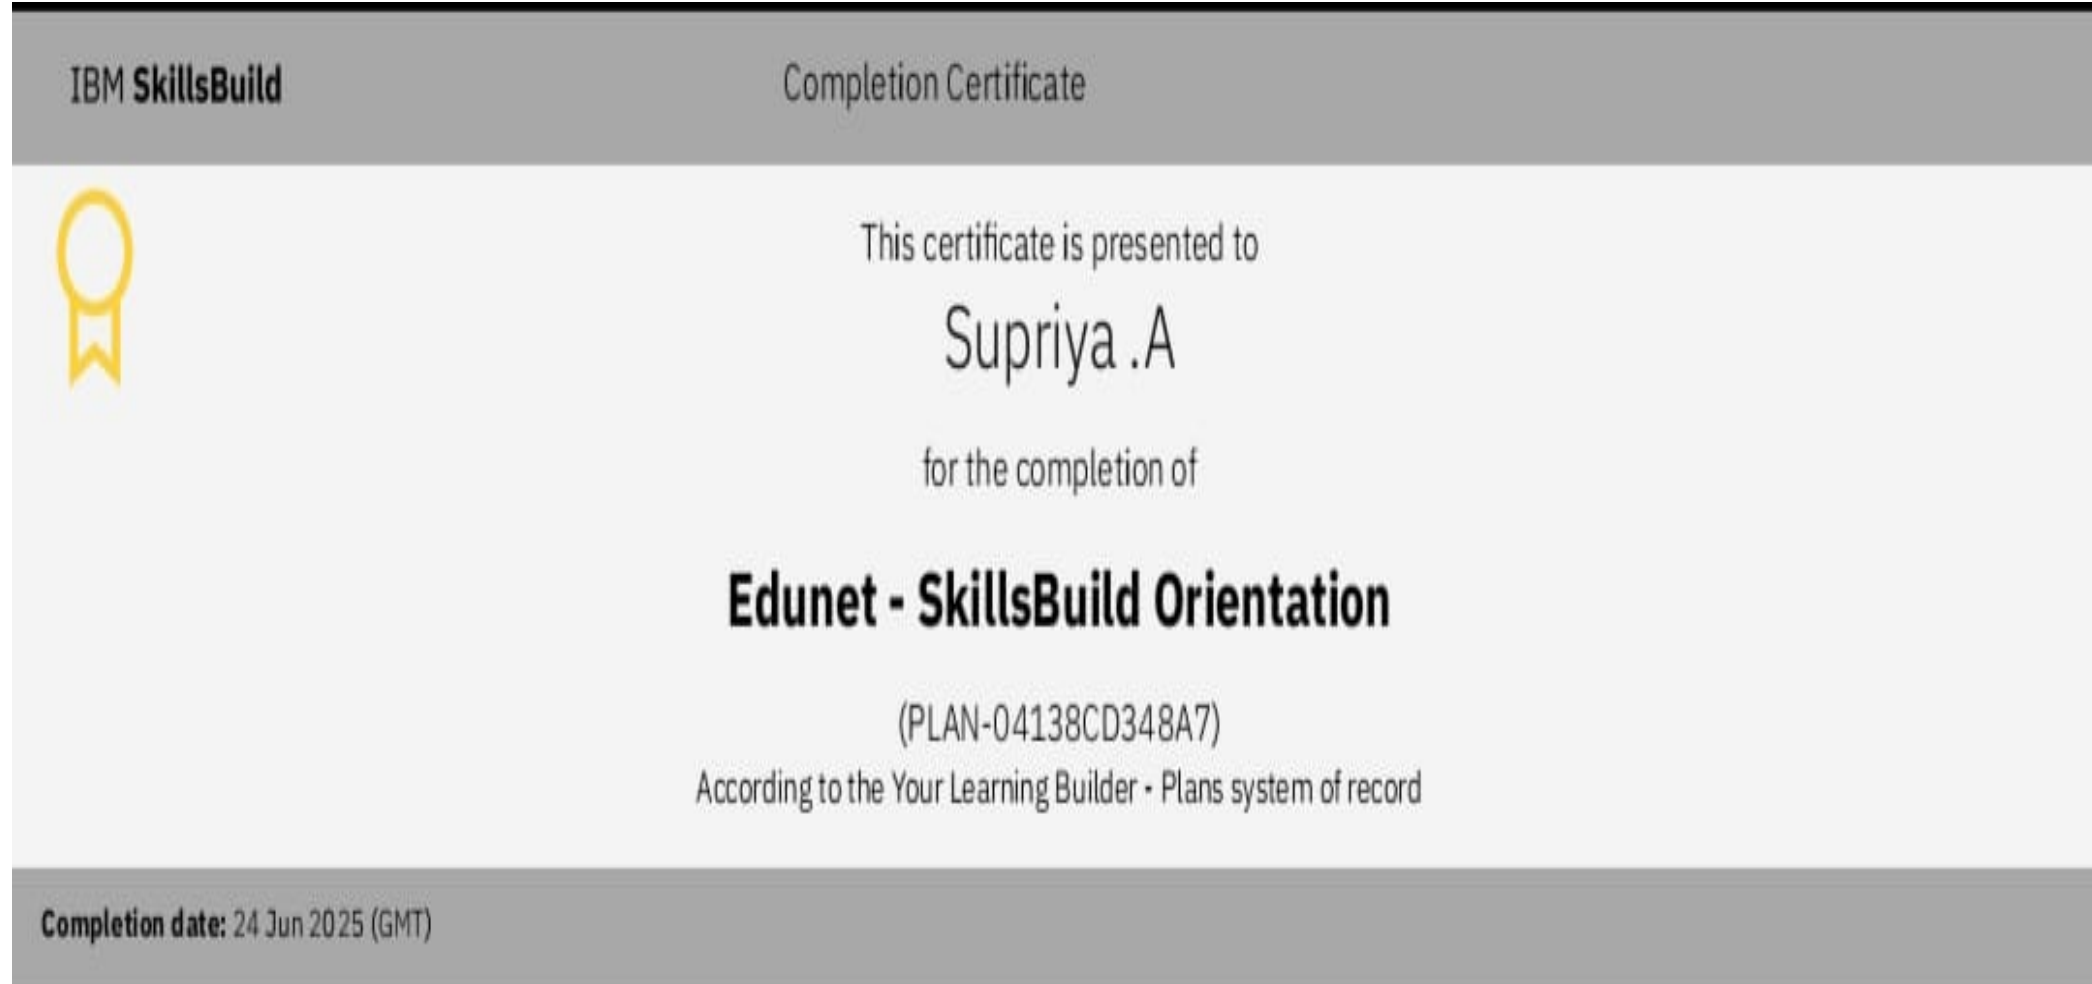 IBM SkillsBuild
Completion Certificate
This certificate is presented to
Supriya .A
for the completion of
Edunet - SkillsBuild Orientation
(PLAN-04138CD348A7)
According to the Your Learning Builder - Plans system of record
Completion date: 24 Jun 2025 (GMT)